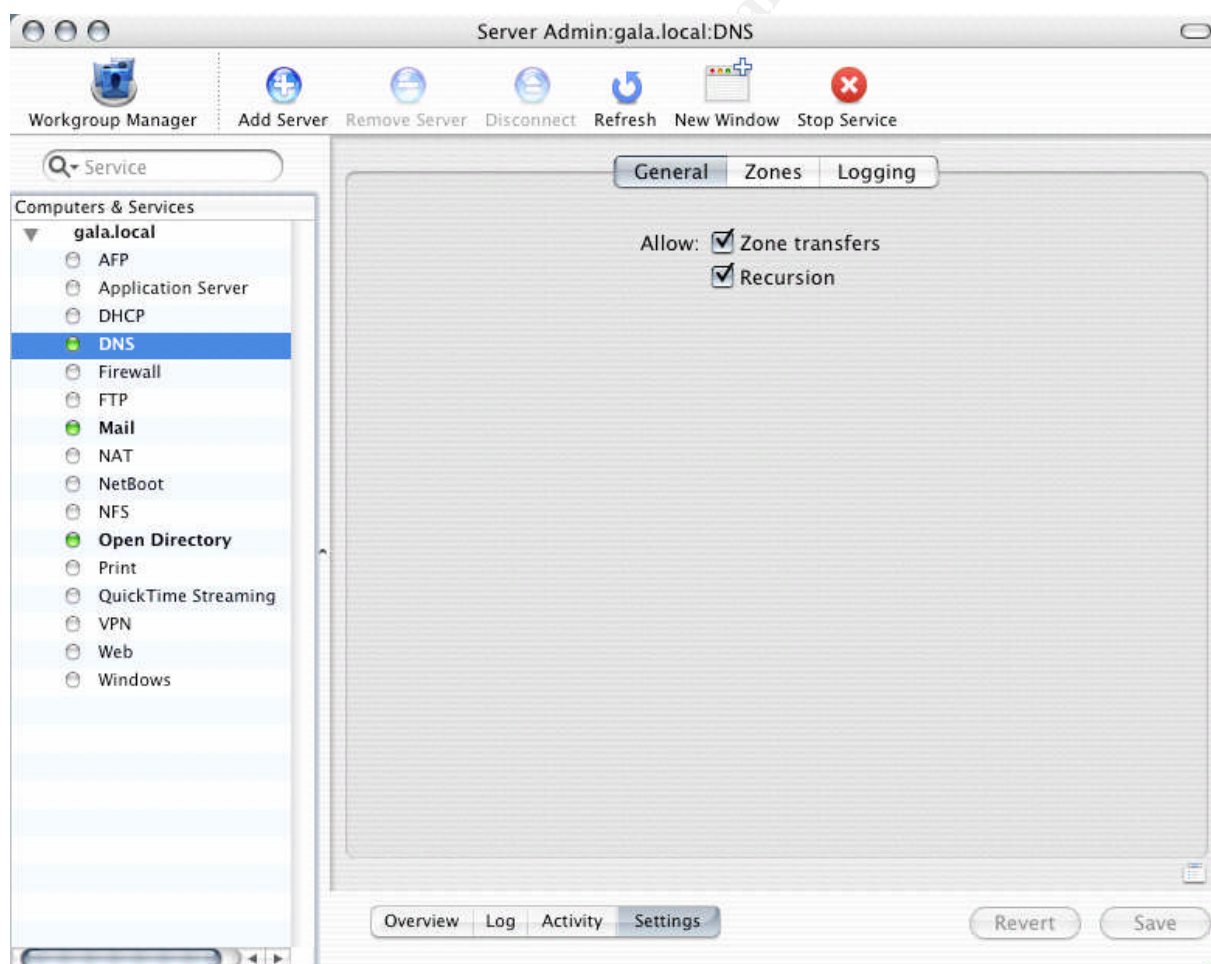 Server Admin:gala.local:DNS
Workgroup Manager Add Server Remove Server Disconnect Refresh New Window Stop Service
Service
General Zones Logging
Computers & Services
gala.local
AFP
Application Server
DHCP
DNS
Firewall
FTP
Mail
NAT
NetBoot
NFS
Open Directory
Print
QuickTime Streaming
VPN
Web
Windows
Allow: Zone transfers
Recursion
Overview Log Activity Settings
Revert Save